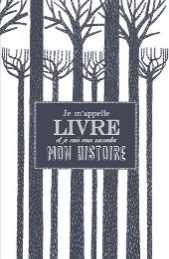 Je m'appelle
LIVRE
et je vais vous raconter
MON HISTOIRE